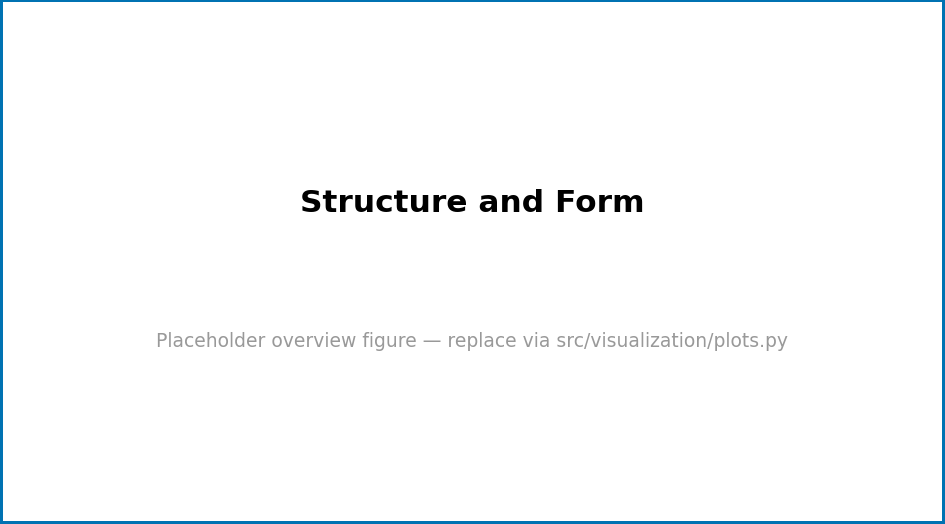 Structure and Form
Placeholder overview figure — replace via src/visualization/plots.py